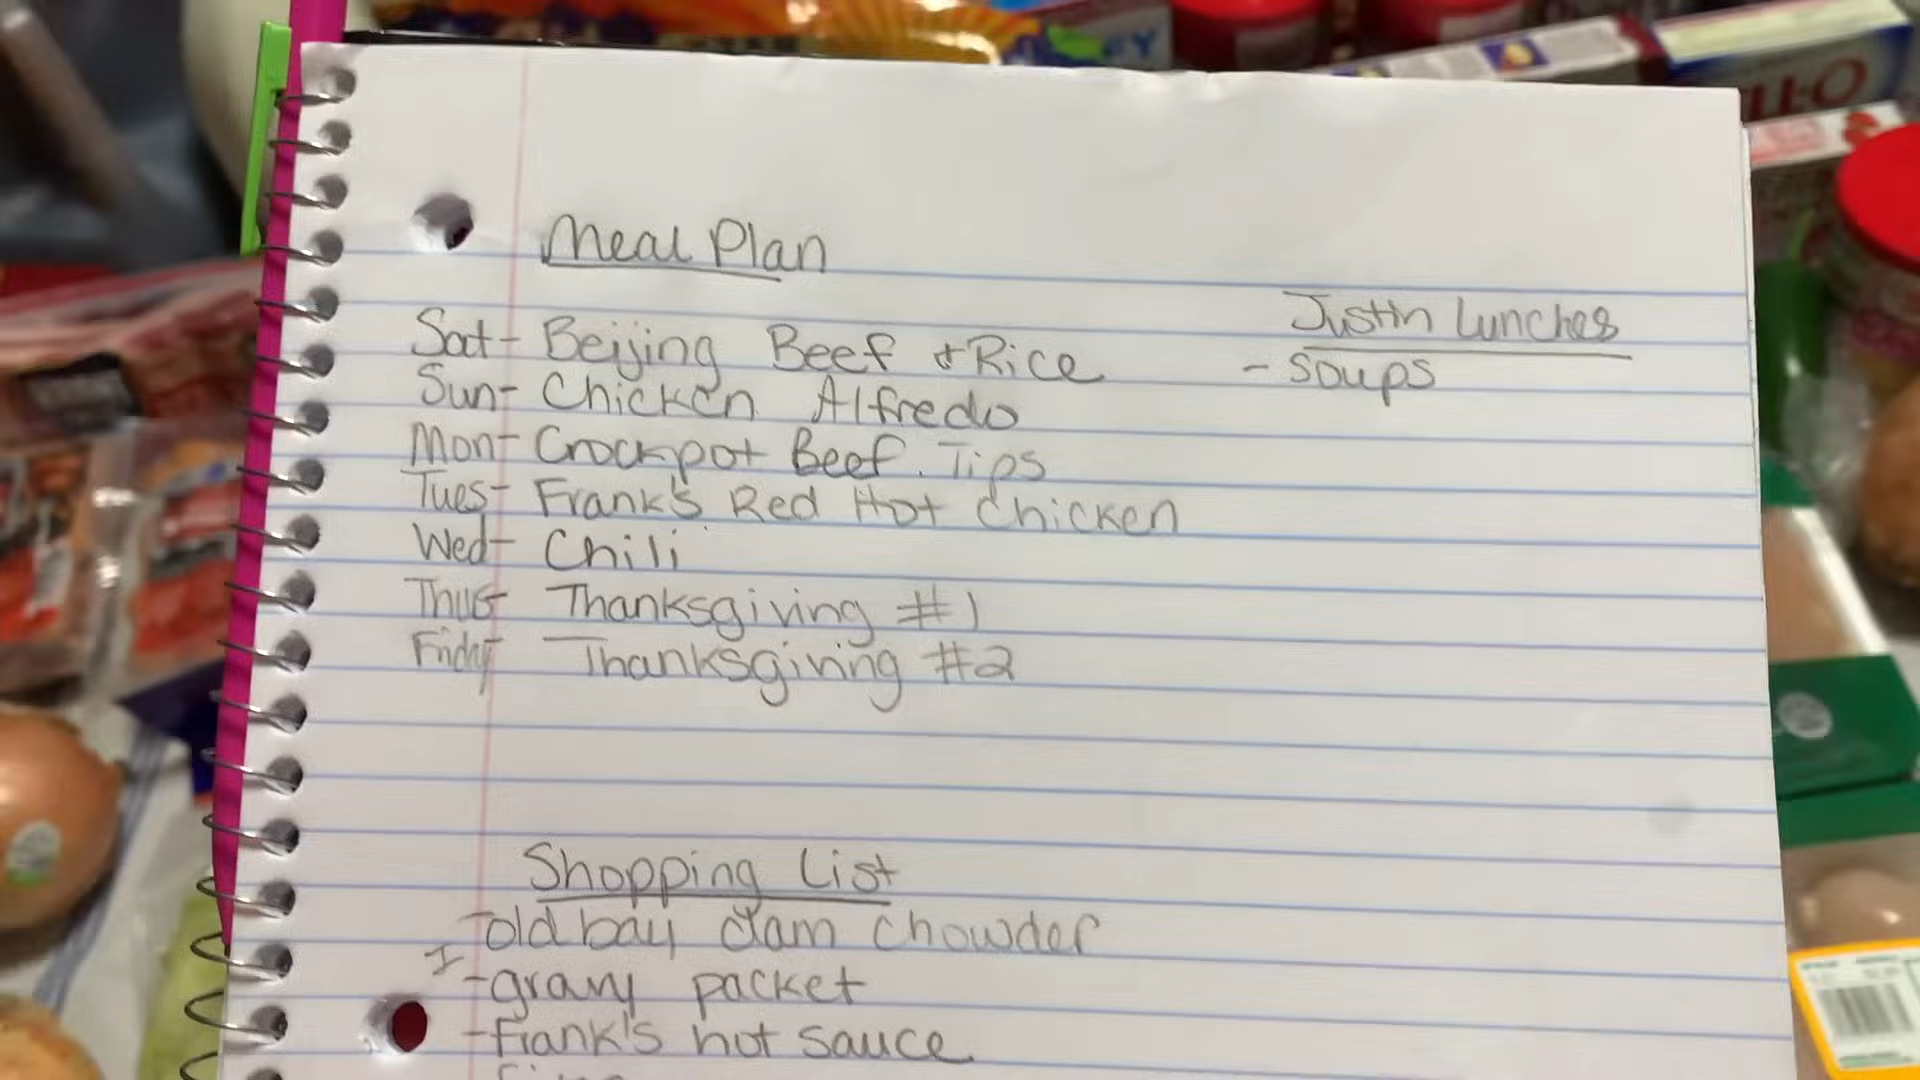 Meal Plan
Sat- Beijing Beef & Rice
Sun- Chicken Alfredo
Mon- Crockpot Beef Tips
Tues- Frank's Red Hot Chicken
Wed- Chili
Thurs- Thanksgiving #1
Friday- Thanksgiving #2
Justin Lunches
- Soups
Shopping List
-old bay clam chowder
-gravy packet
-frank's hot sauce